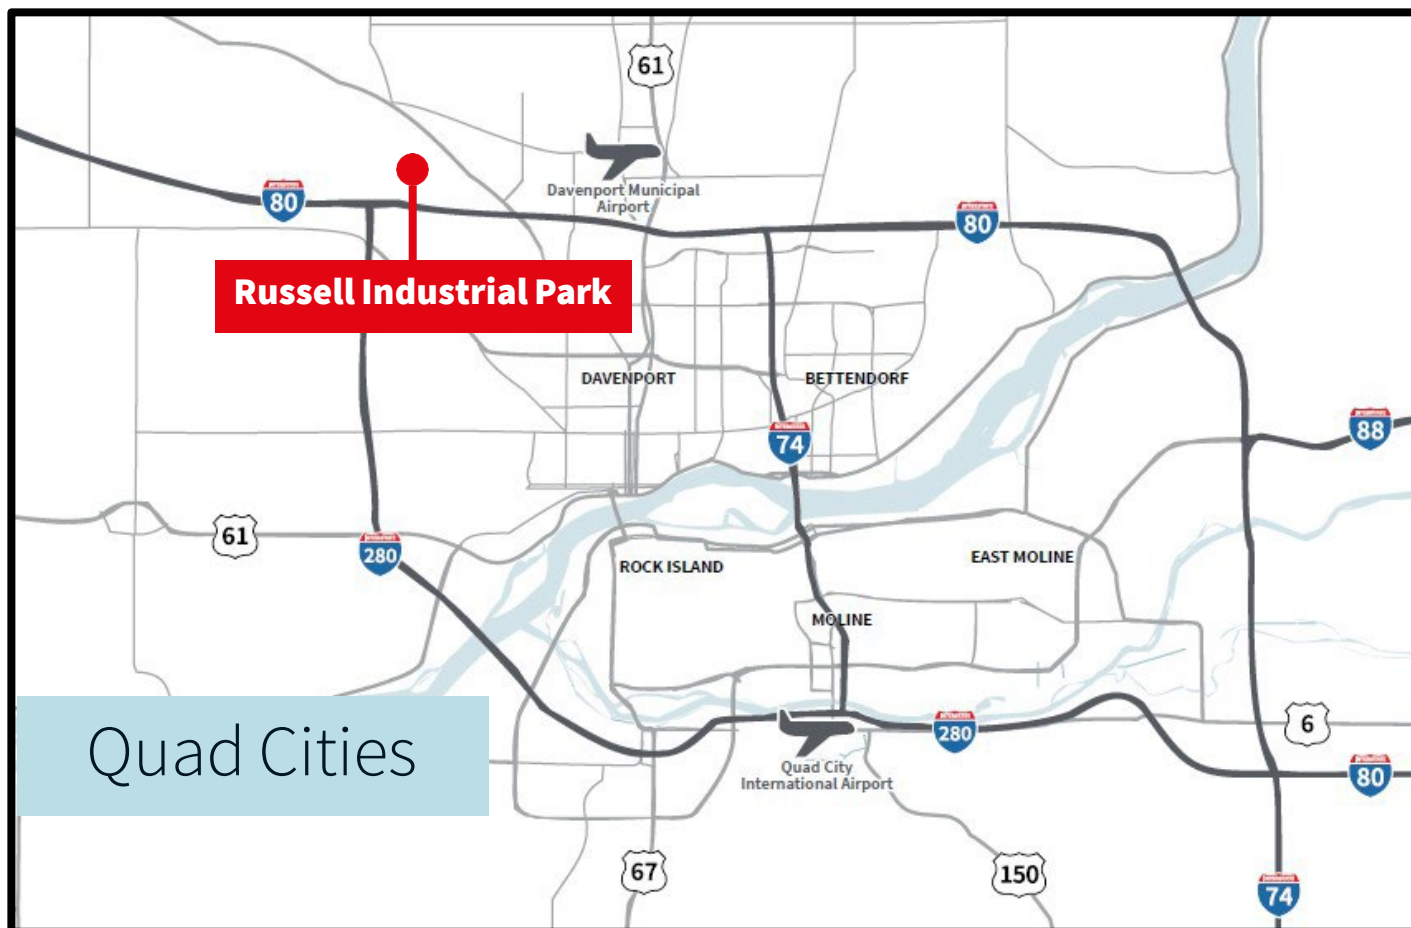 61
Davenport Municipal
Airport
80
80
Russell Industrial Park
DAVENPORT
BETTENDORF
74
88
61
280
ROCK ISLAND
EAST MOLINE
MOLINE
Quad Cities
280
6
Quad City
International Airport
80
67
150
74